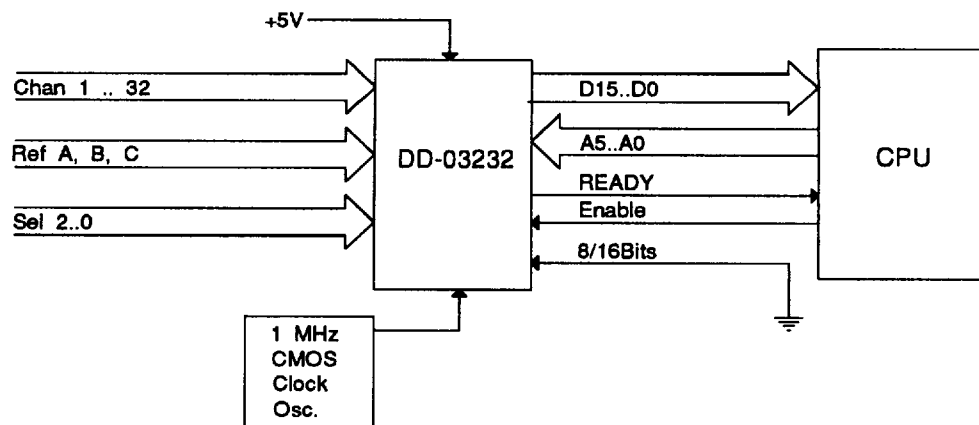 +5V
Chan 1 .. 32
Ref A, B, C
Sel 2..0
DD-03232
D15..D0
A5..A0
READY
Enable
8/16Bits
CPU
1 MHz
CMOS
Clock
Osc.